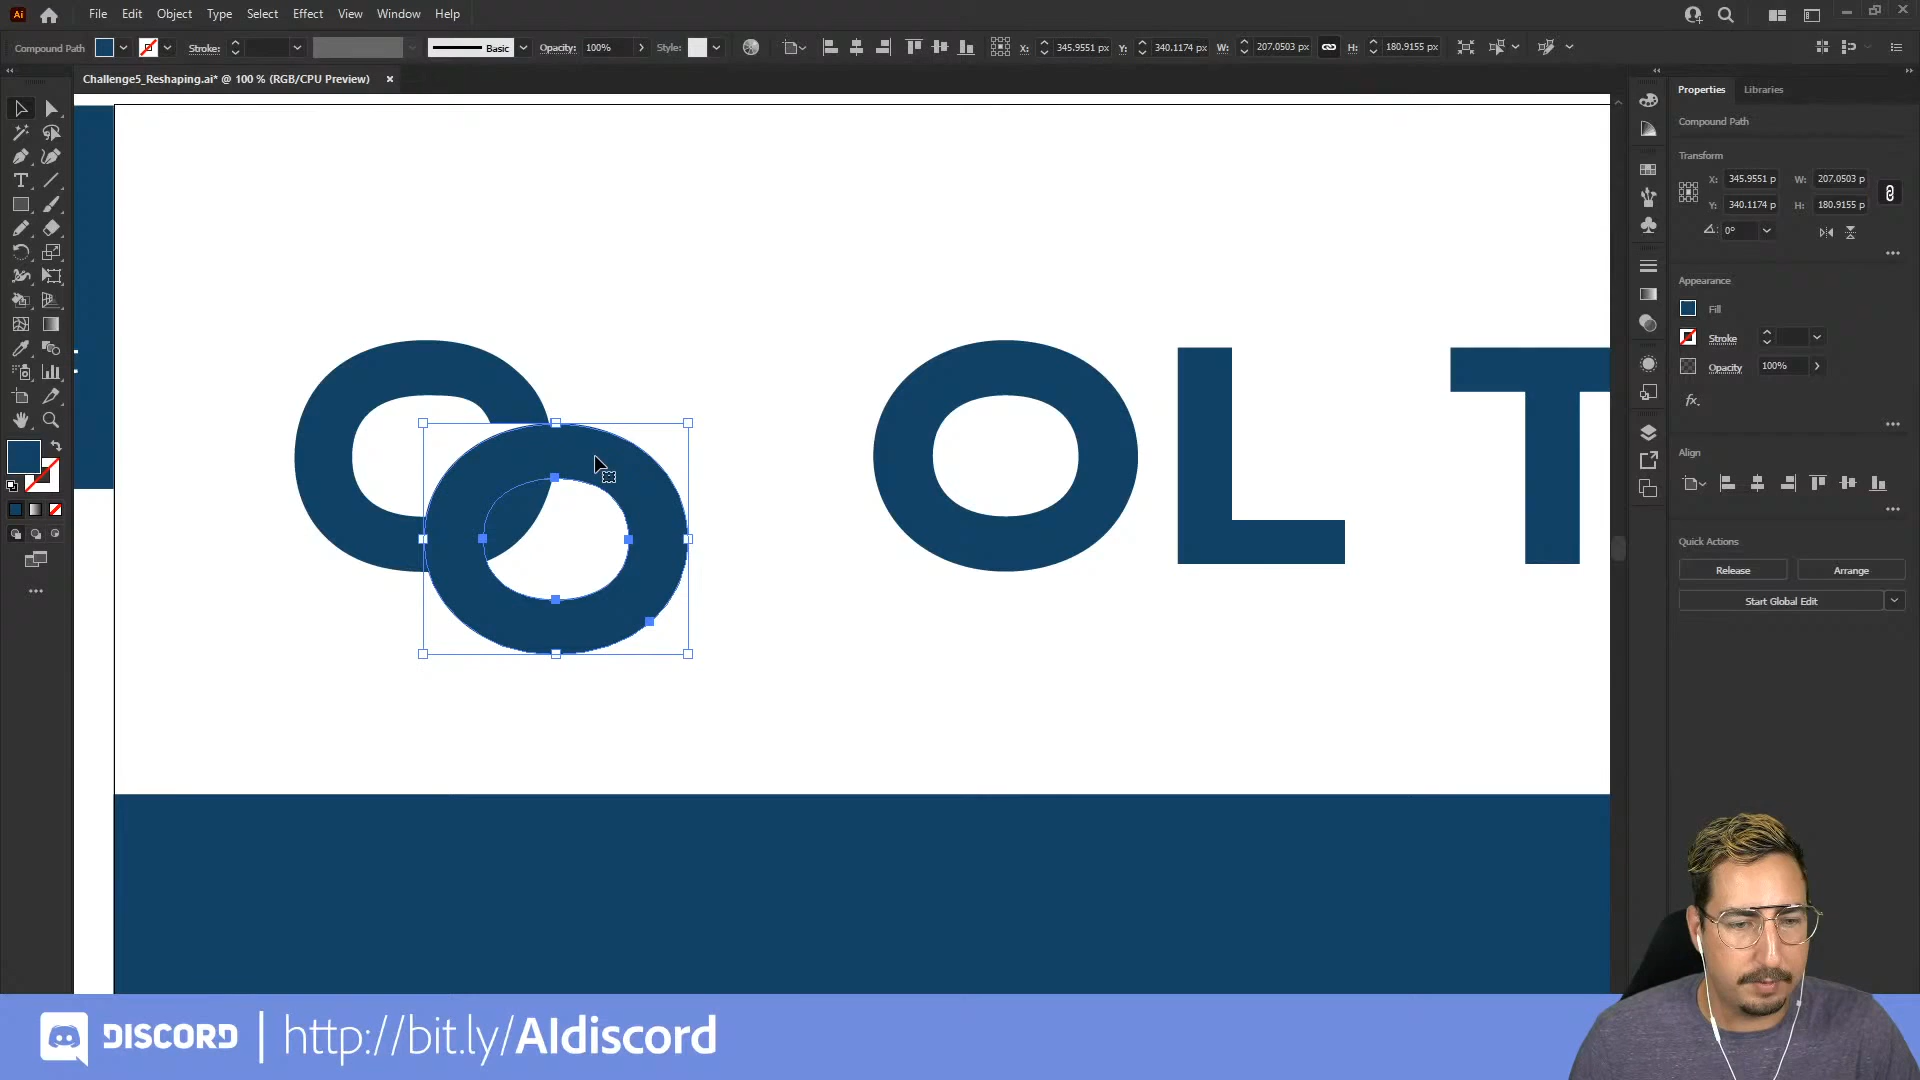 Ai File Edit Object Type Select Effect View Window Help
Compound Path Stroke: Basic Opacity: 100% Style: X: 345.9551 px Y: 340.1174 px W: 207.0503 px H: 180.9155 px
Challenge5_Reshaping.ai* @ 100 % (RGB/CPU Preview) ×
Properties Libraries
Compound Path
Transform
X: 345.9551 p W: 207.0503 p
Y: 340.1174 p H: 180.9155 p
0°
Appearance
Fill
Stroke
Opacity 100%
fx.
Align
Quick Actions
Release Arrange
Start Global Edit
O O O L T
DISCORD | http://bit.ly/AIdiscord